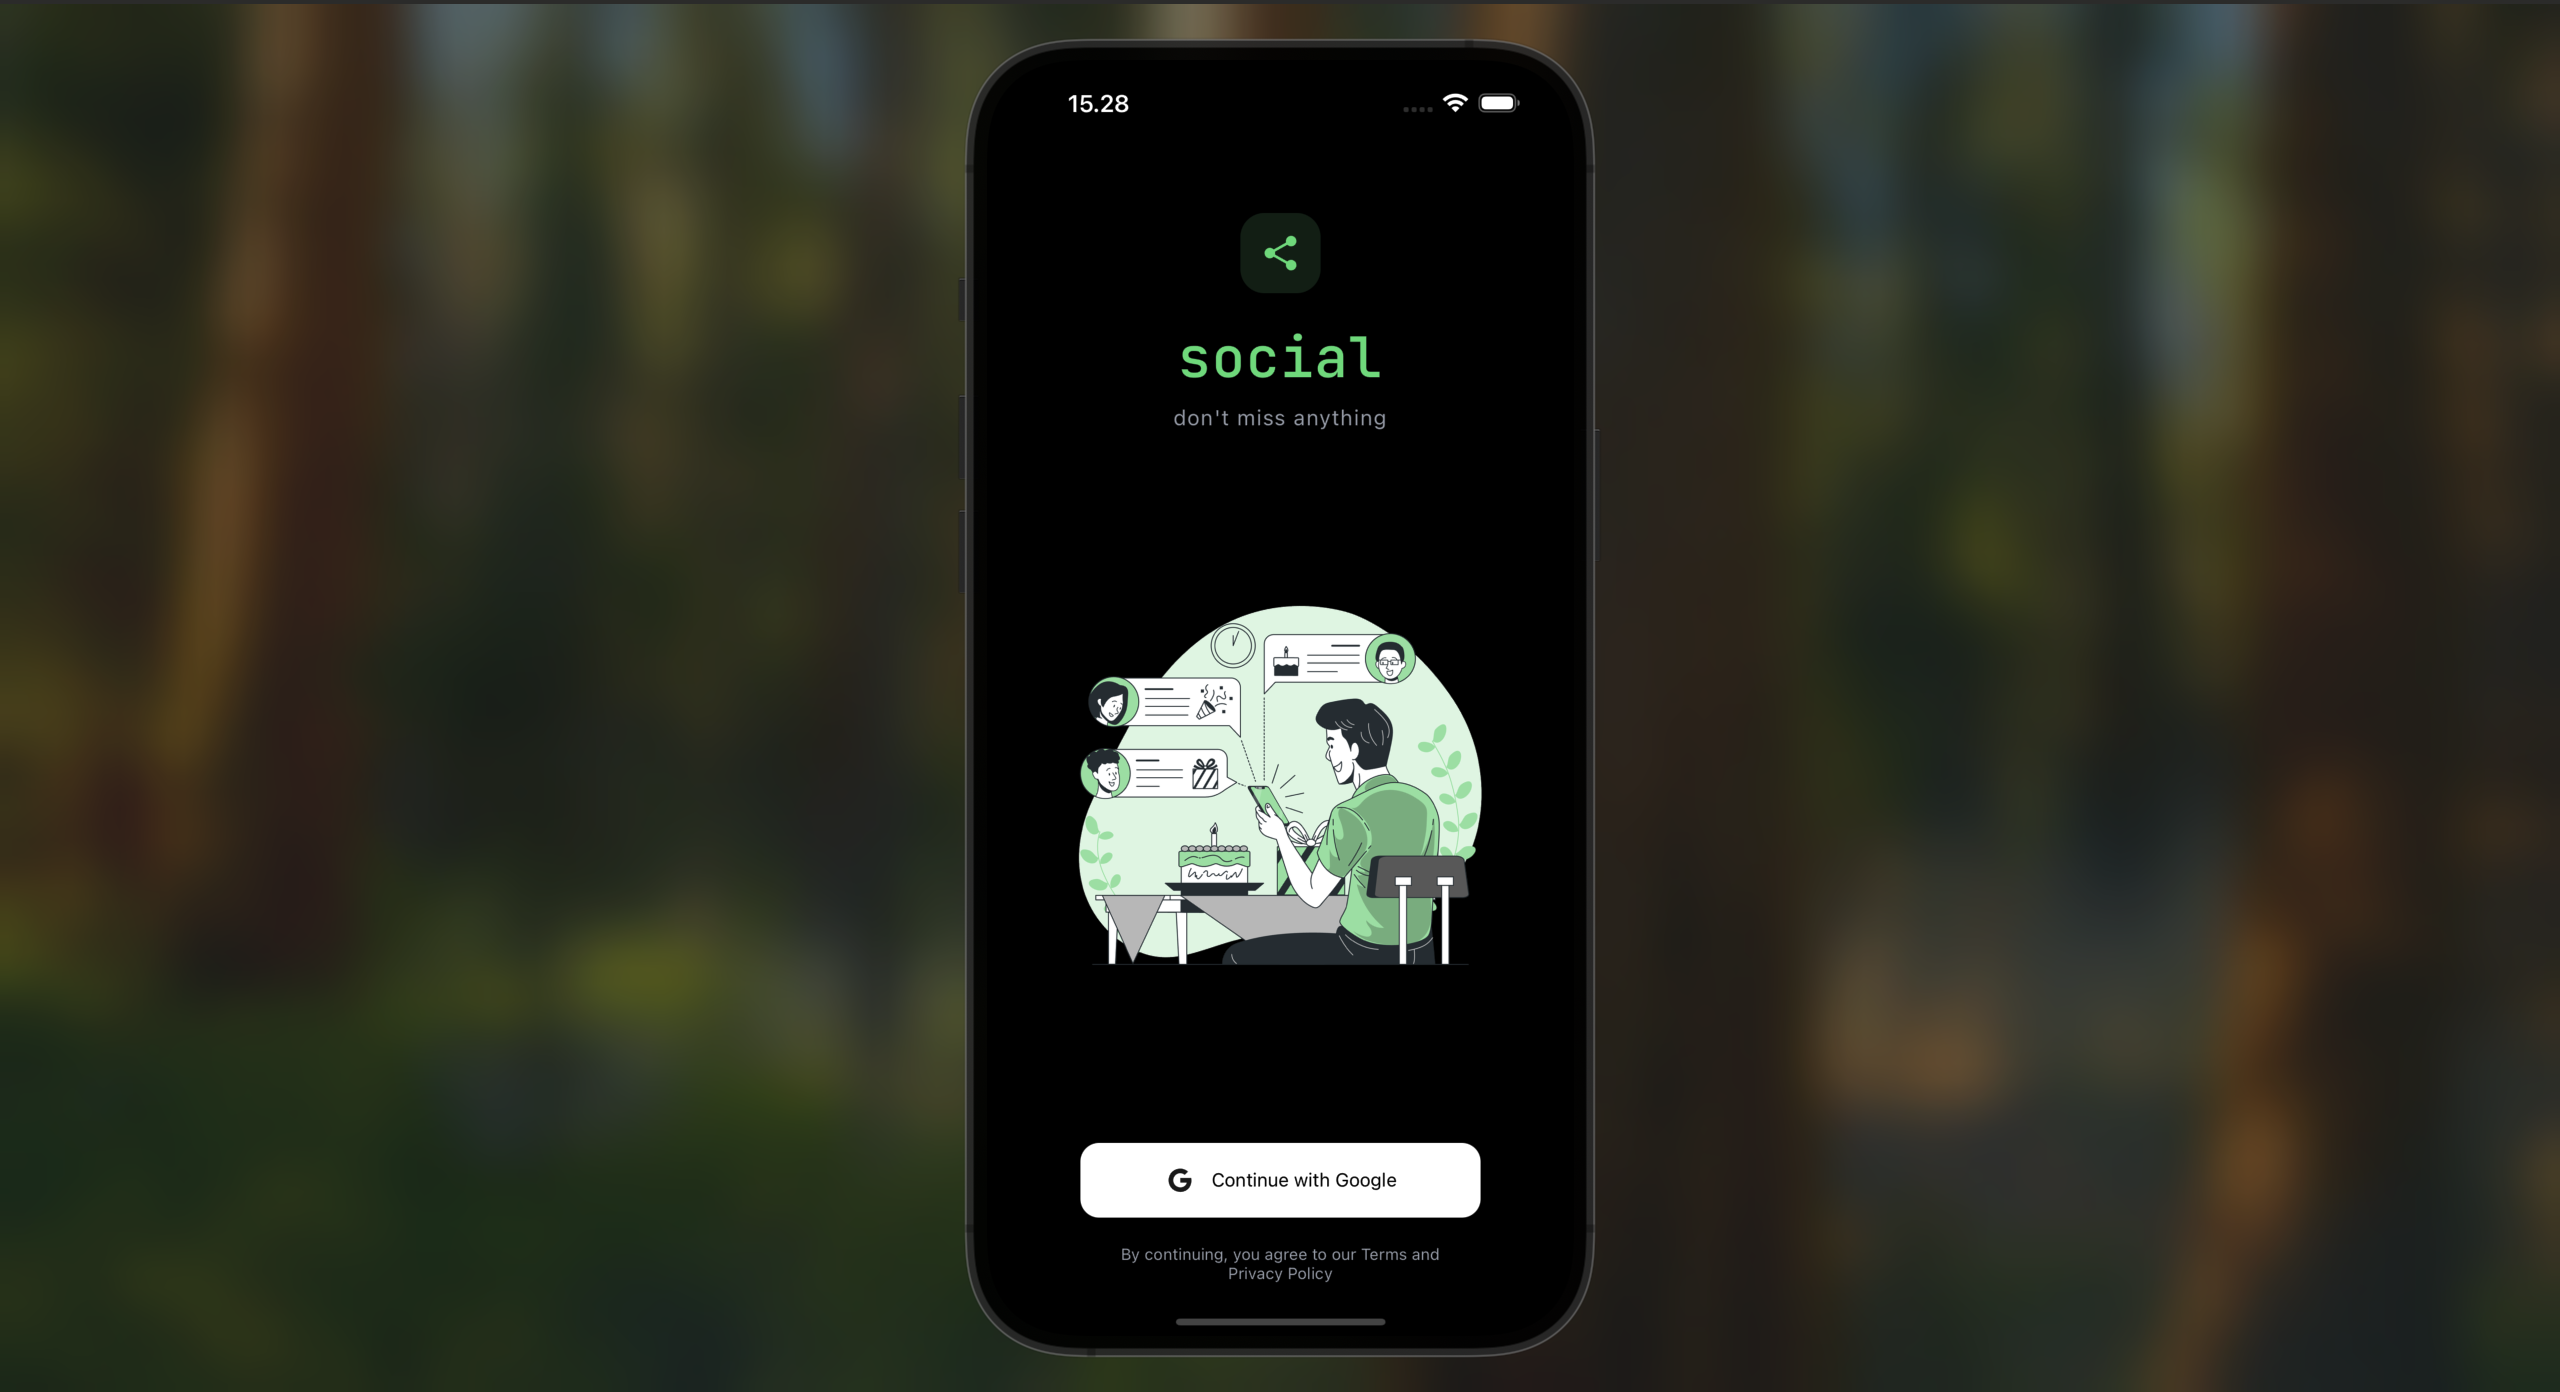 15.28
social
don't miss anything
Continue with Google
By continuing, you agree to our Terms and
Privacy Policy